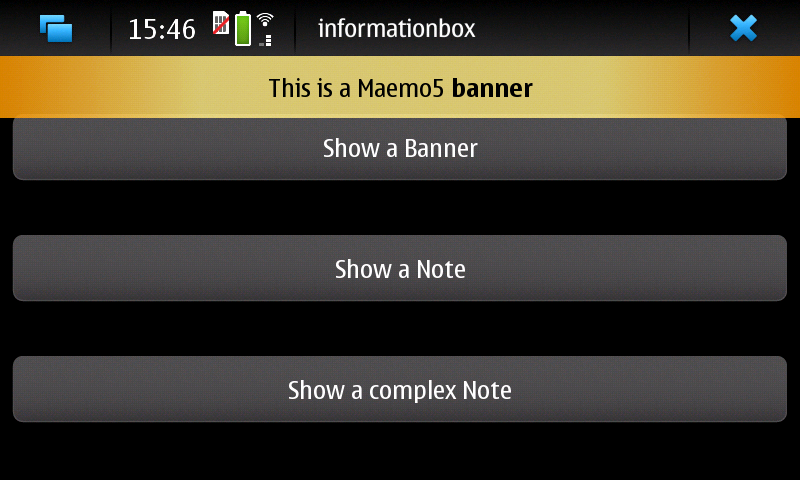 15:46 informationbox
This is a Maemo5 banner
Show a Banner
Show a Note
Show a complex Note